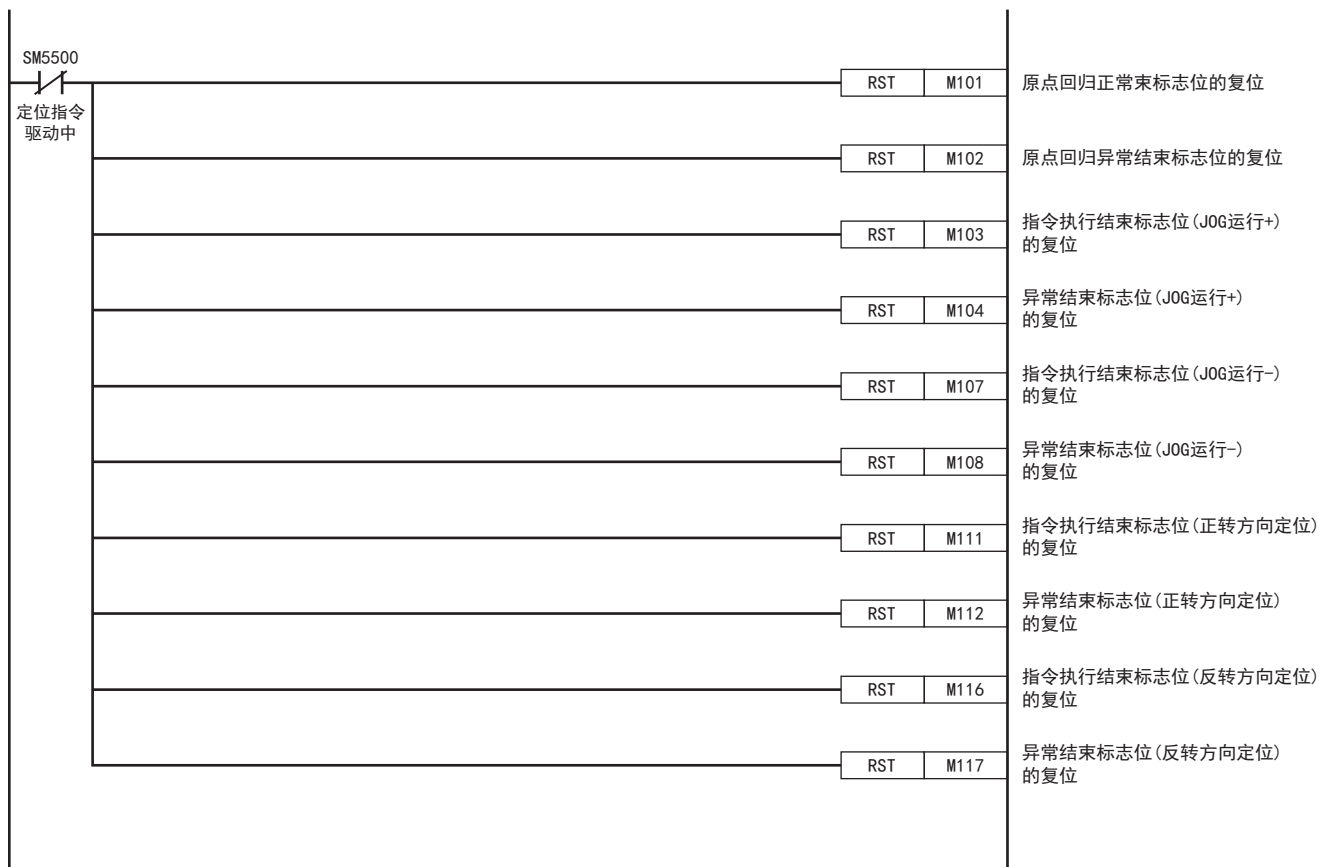 SM5500
定位指令
驱动中
RST M101
原点回归正常束标志位的复位
RST M102
原点回归异常结束标志位的复位
RST M103
指令执行结束标志位(JOG运行+)
的复位
RST M104
异常结束标志位(JOG运行+)
的复位
RST M107
指令执行结束标志位(JOG运行-)
的复位
RST M108
异常结束标志位(JOG运行-)
的复位
RST M111
指令执行结束标志位(正转方向定位)
的复位
RST M112
异常结束标志位(正转方向定位)
的复位
RST M116
指令执行结束标志位(反转方向定位)
的复位
RST M117
异常结束标志位(反转方向定位)
的复位